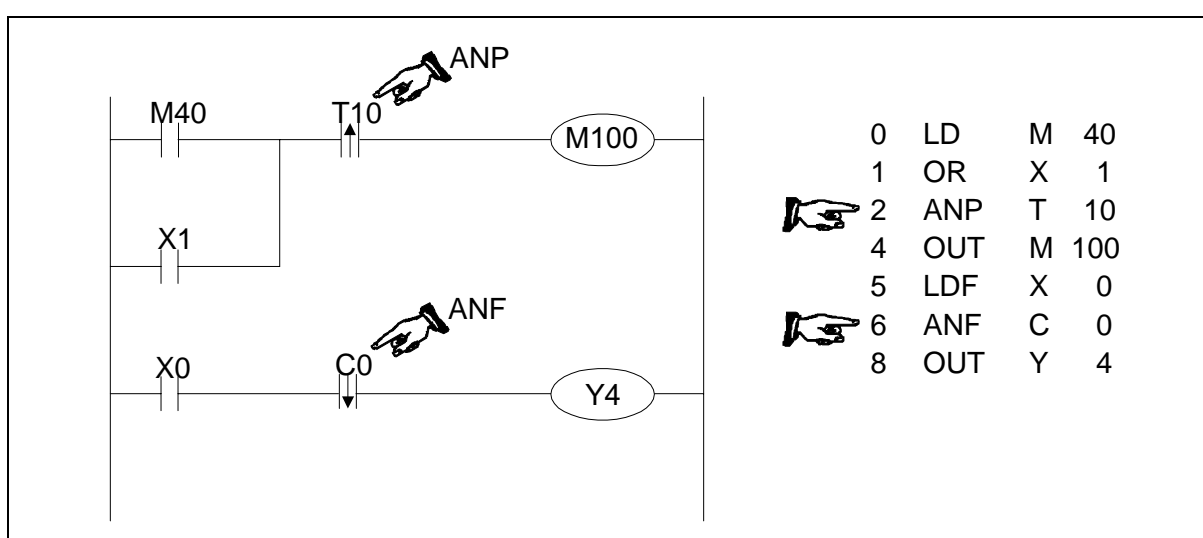 ANP
M40 T10 M100
X1
ANF
X0 C0 Y4
0 LD M 40
1 OR X 1
2 ANP T 10
4 OUT M 100
5 LDF X 0
6 ANF C 0
8 OUT Y 4